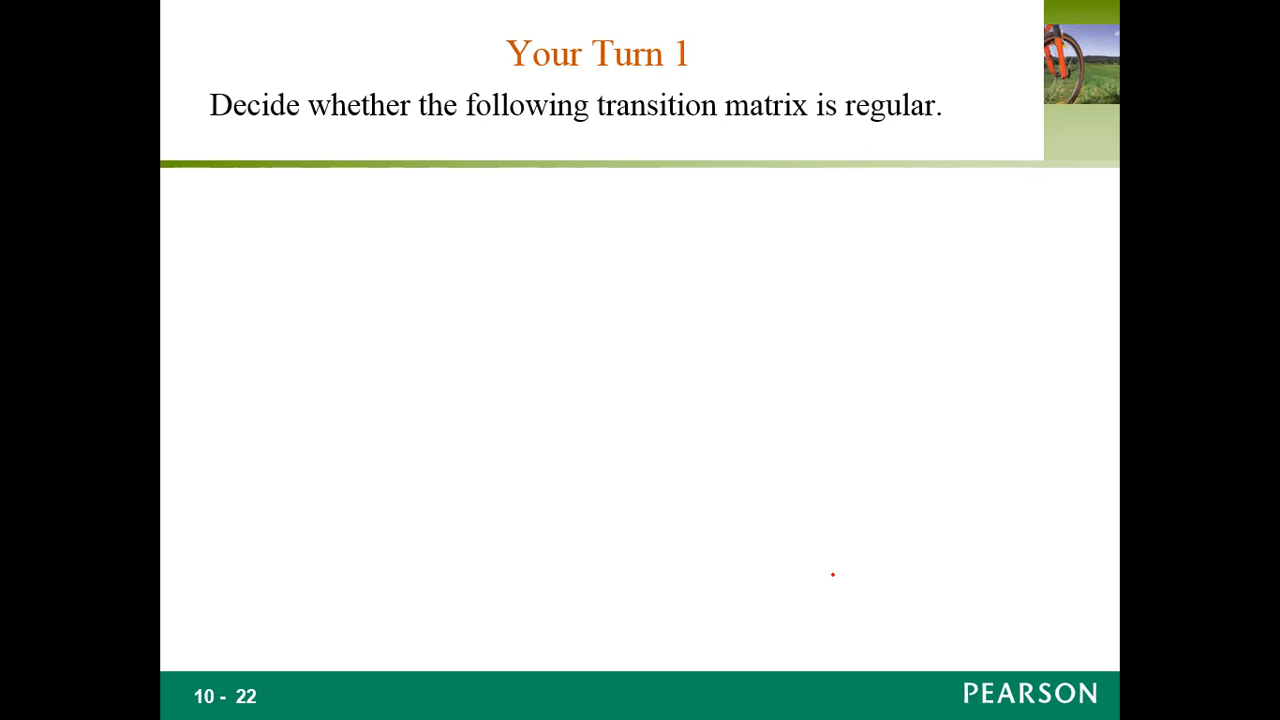 Your Turn 1
Decide whether the following transition matrix is regular.
10 - 22
PEARSON